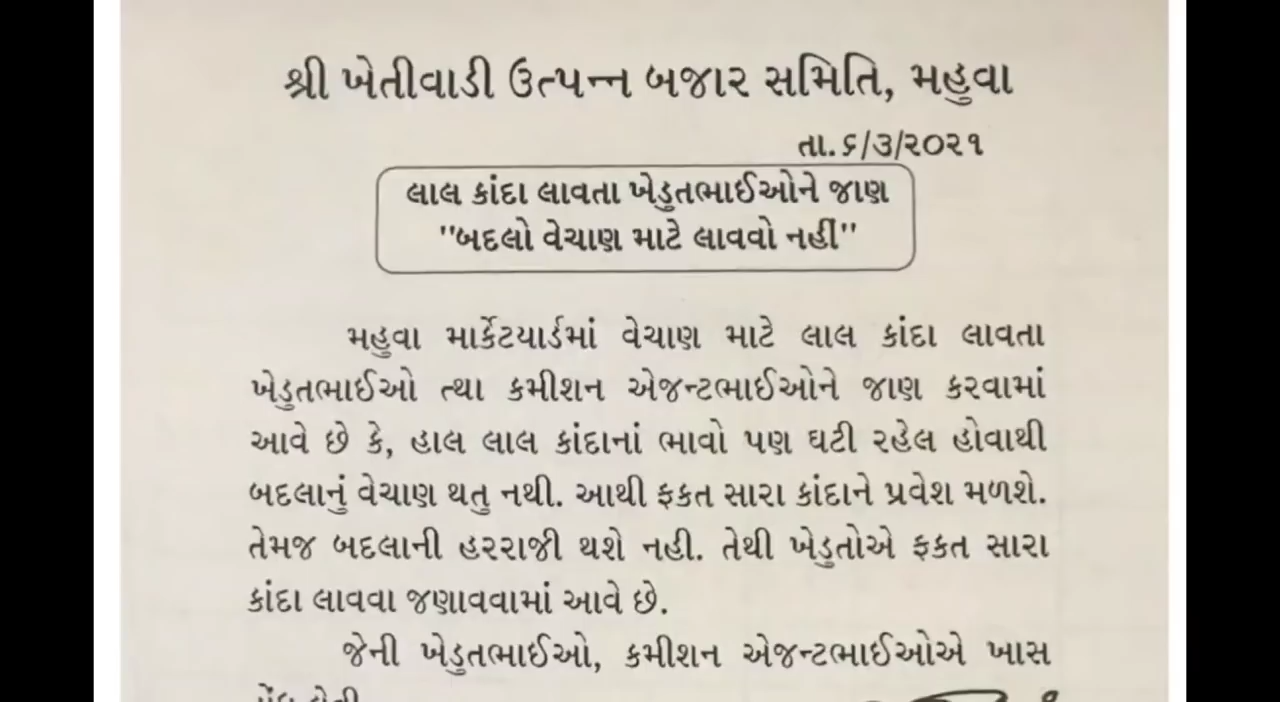 શ્રી ખેતીવાડી ઉત્પન્ન બજાર સમિતિ, મહુવા
તા. ૬/૩/૨૦૨૧
લાલ કાંદા લાવતા ખેડુતભાઈઓને જાણ
"બદલો વેચાણ માટે લાવવો નહીં"
મહુવા માર્કેટયાર્ડમાં વેચાણ માટે લાલ કાંદા લાવતા
ખેડુતભાઈઓ ત્થા કમીશન એજન્ટભાઈઓને જાણ કરવામાં
આવે છે કે, હાલ લાલ કાંદાનાં ભાવો પણ ઘટી રહેલ હોવાથી
બદલાનું વેચાણ થતુ નથી. આથી ફકત સારા કાંદાને પ્રવેશ મળશે.
તેમજ બદલાની હરરાજી થશે નહી. તેથી ખેડુતોએ ફકત સારા
કાંદા લાવવા જણાવવામાં આવે છે.
જેની ખેડુતભાઈઓ, કમીશન એજન્ટભાઈઓએ ખાસ